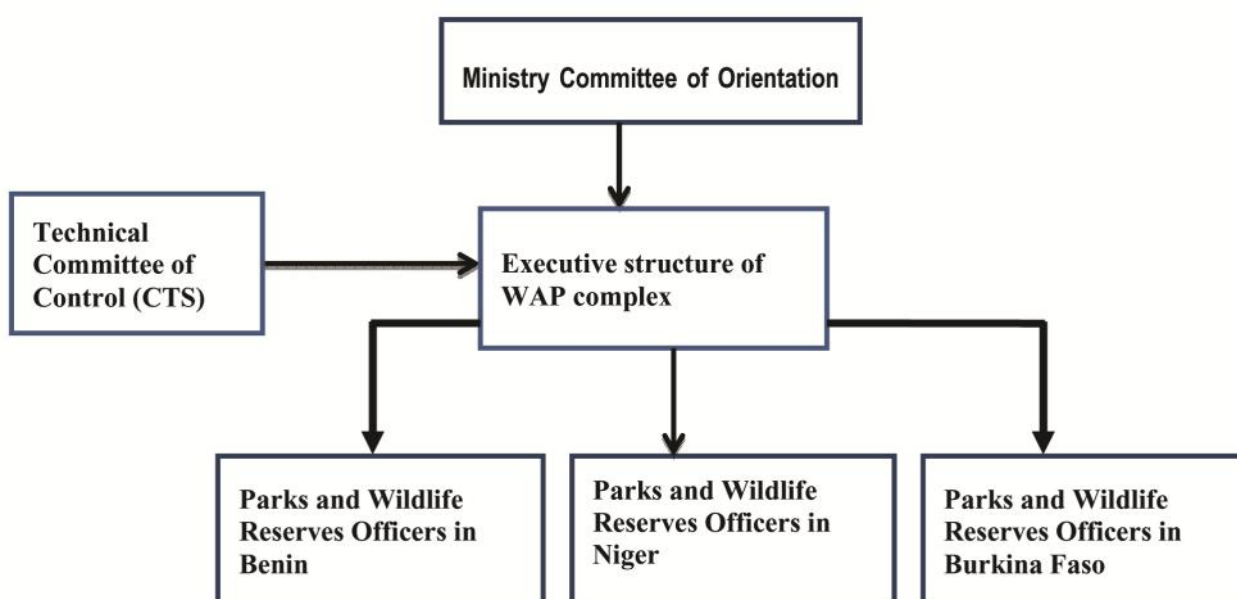 Ministry Committee of Orientation
Technical
Committee of
Control (CTS)
Executive structure of
WAP complex
Parks and Wildlife
Reserves Officers in
Benin
Parks and Wildlife
Reserves Officers in
Niger
Parks and Wildlife
Reserves Officers in
Burkina Faso